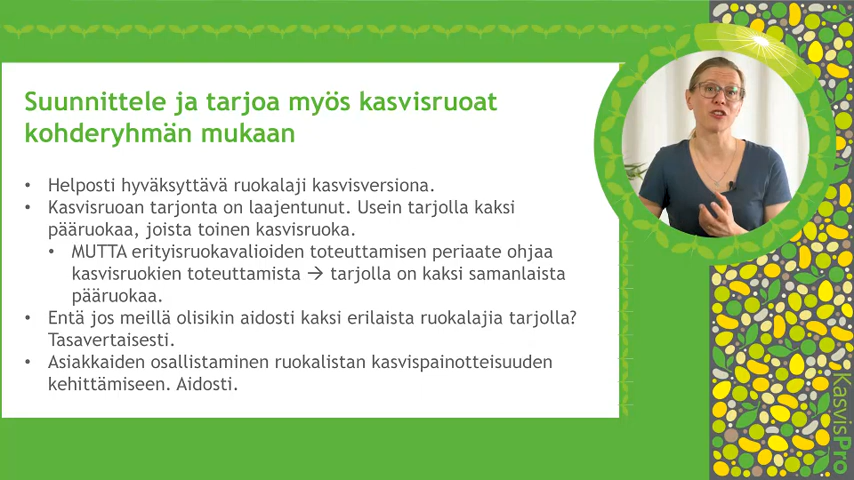 Suunnittele ja tarjoa myös kasvisruoat
kohderyhmän mukaan
• Helposti hyväksyttävä ruokalaji kasvisversiona.
• Kasvisruoan tarjonta on laajentunut. Usein tarjolla kaksi
pääruokaa, joista toinen kasvisruoka.
• MUTTA erityisruokavalioiden toteuttamisen periaate ohjaa
kasvisruokien toteuttamista → tarjolla on kaksi samanlaista
pääruokaa.
• Entä jos meillä olisikin aidosti kaksi erilaista ruokalajia tarjolla?
Tasavertaisesti.
• Asiakkaiden osallistaminen ruokalistan kasvispainotteisuuden
kehittämiseen. Aidosti.
KasvisPro